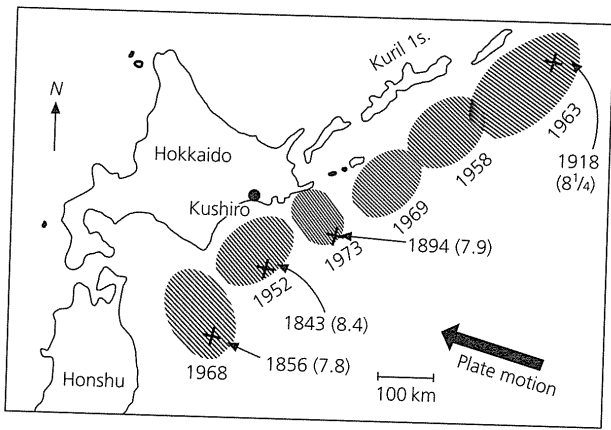 Kuril 1s.
N
Hokkaido
Kushiro
1963
1918
(8¼)
1958
1969
1973
1894 (7.9)
1952
1843 (8.4)
1968
1856 (7.8)
Honshu
100 km
Plate motion